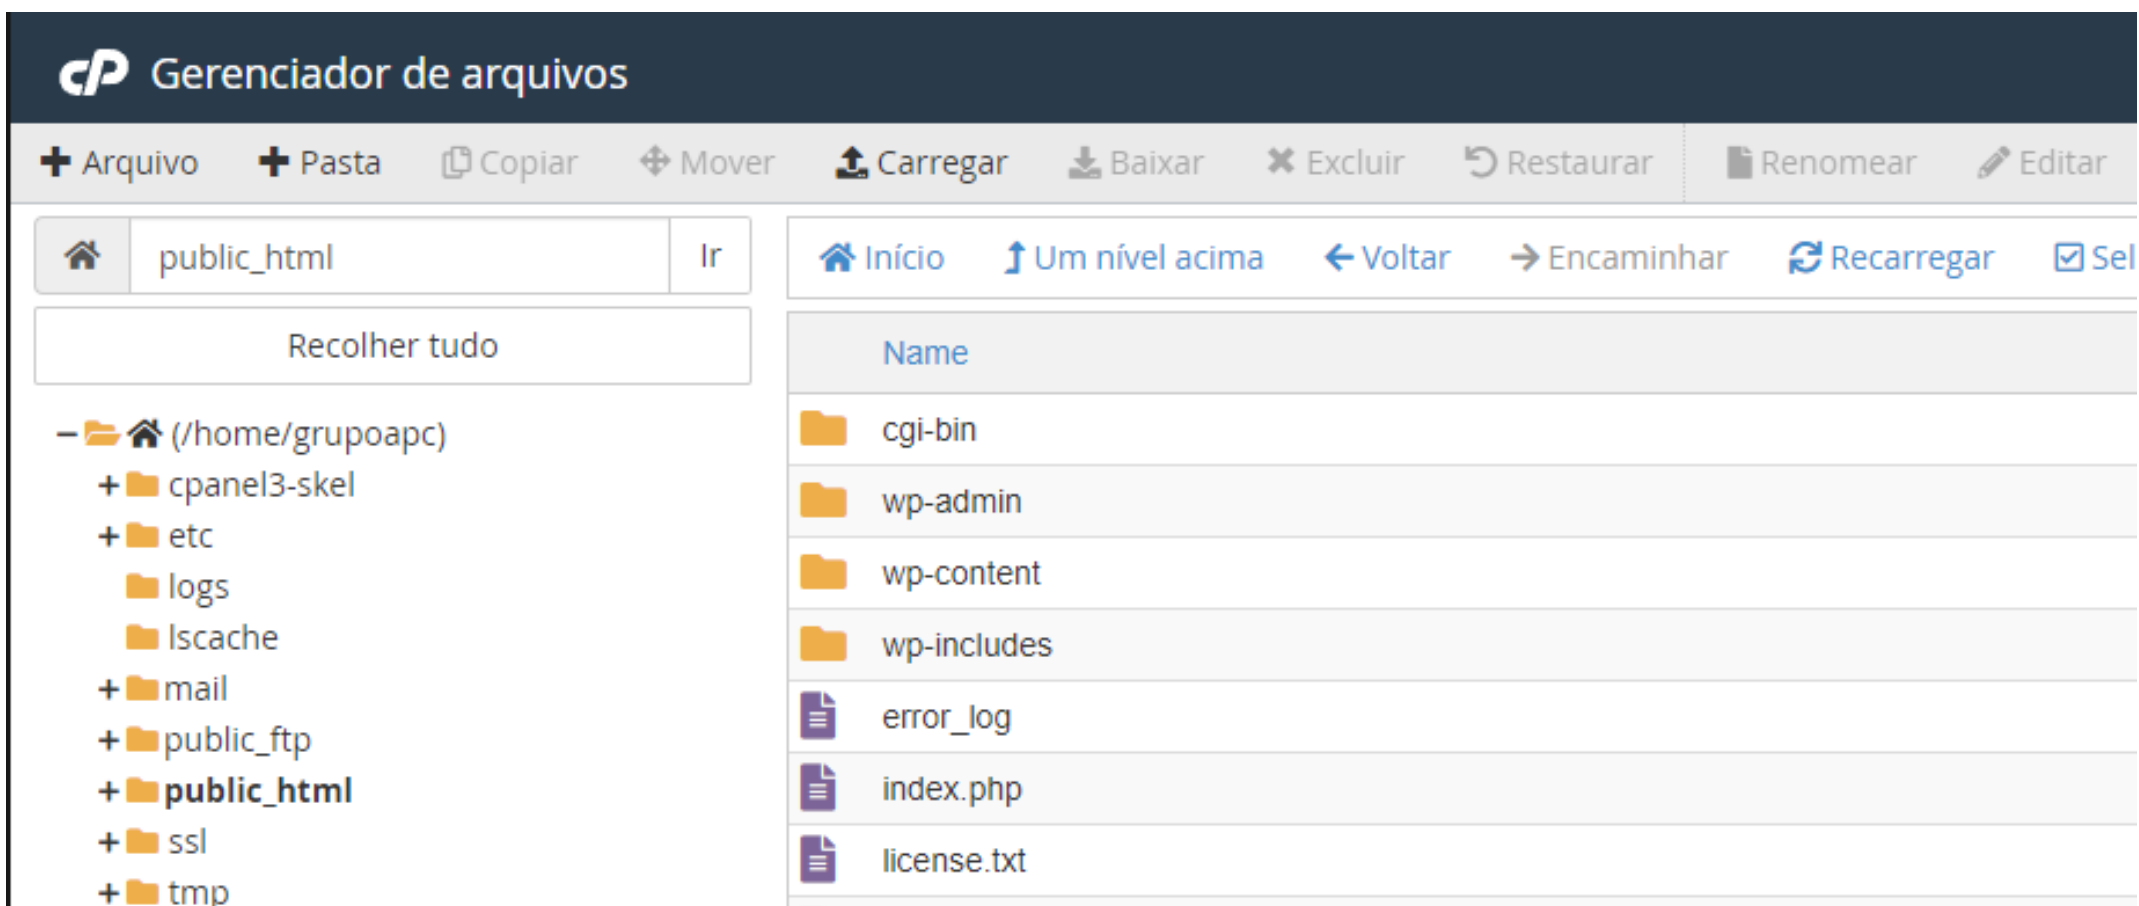 cP Gerenciador de arquivos
Arquivo Pasta Copiar Mover Carregar Baixar Excluir Restaurar Renomear Editar
public_html Ir
Início Um nível acima Voltar Encaminhar Recarregar Sel
Recolher tudo
(/home/grupoapc)
cpanel3-skel
etc
logs
lscache
mail
public_ftp
public_html
ssl
tmp
Name
cgi-bin
wp-admin
wp-content
wp-includes
error_log
index.php
license.txt